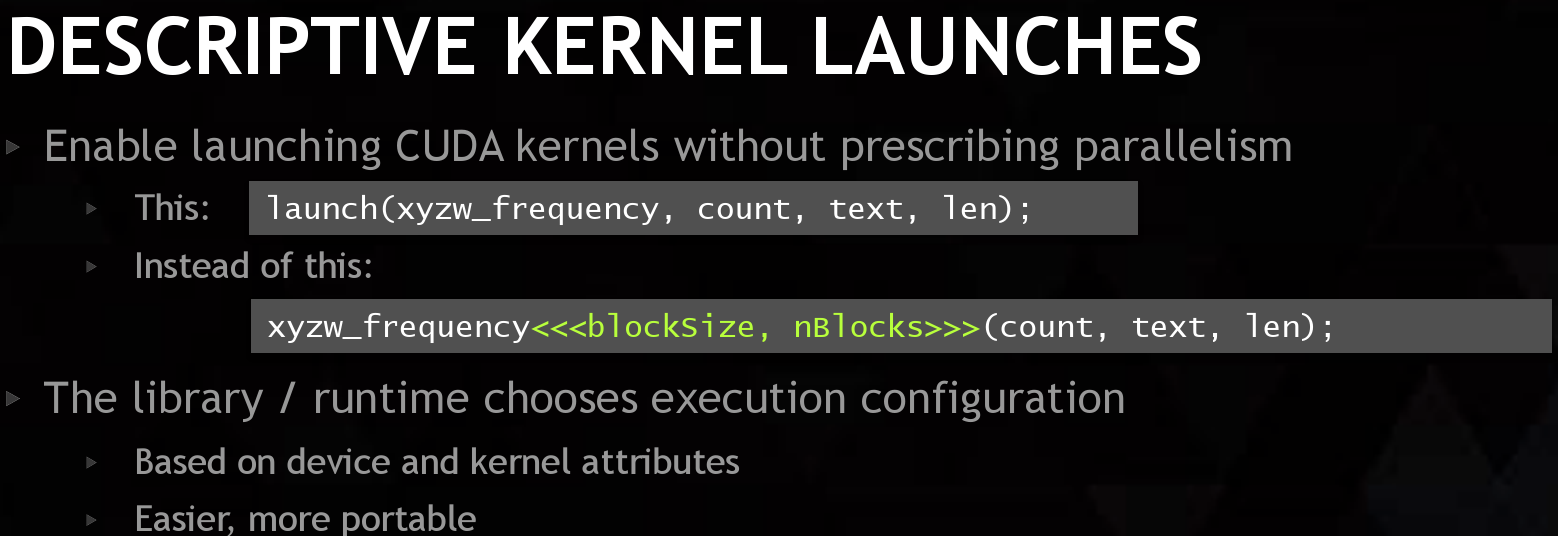 DESCRIPTIVE KERNEL LAUNCHES
Enable launching CUDA kernels without prescribing parallelism
This: launch(xyzw_frequency, count, text, len);
Instead of this:
xyzw_frequency<<<blockSize, nBlocks>>>(count, text, len);
The library / runtime chooses execution configuration
Based on device and kernel attributes
Easier, more portable